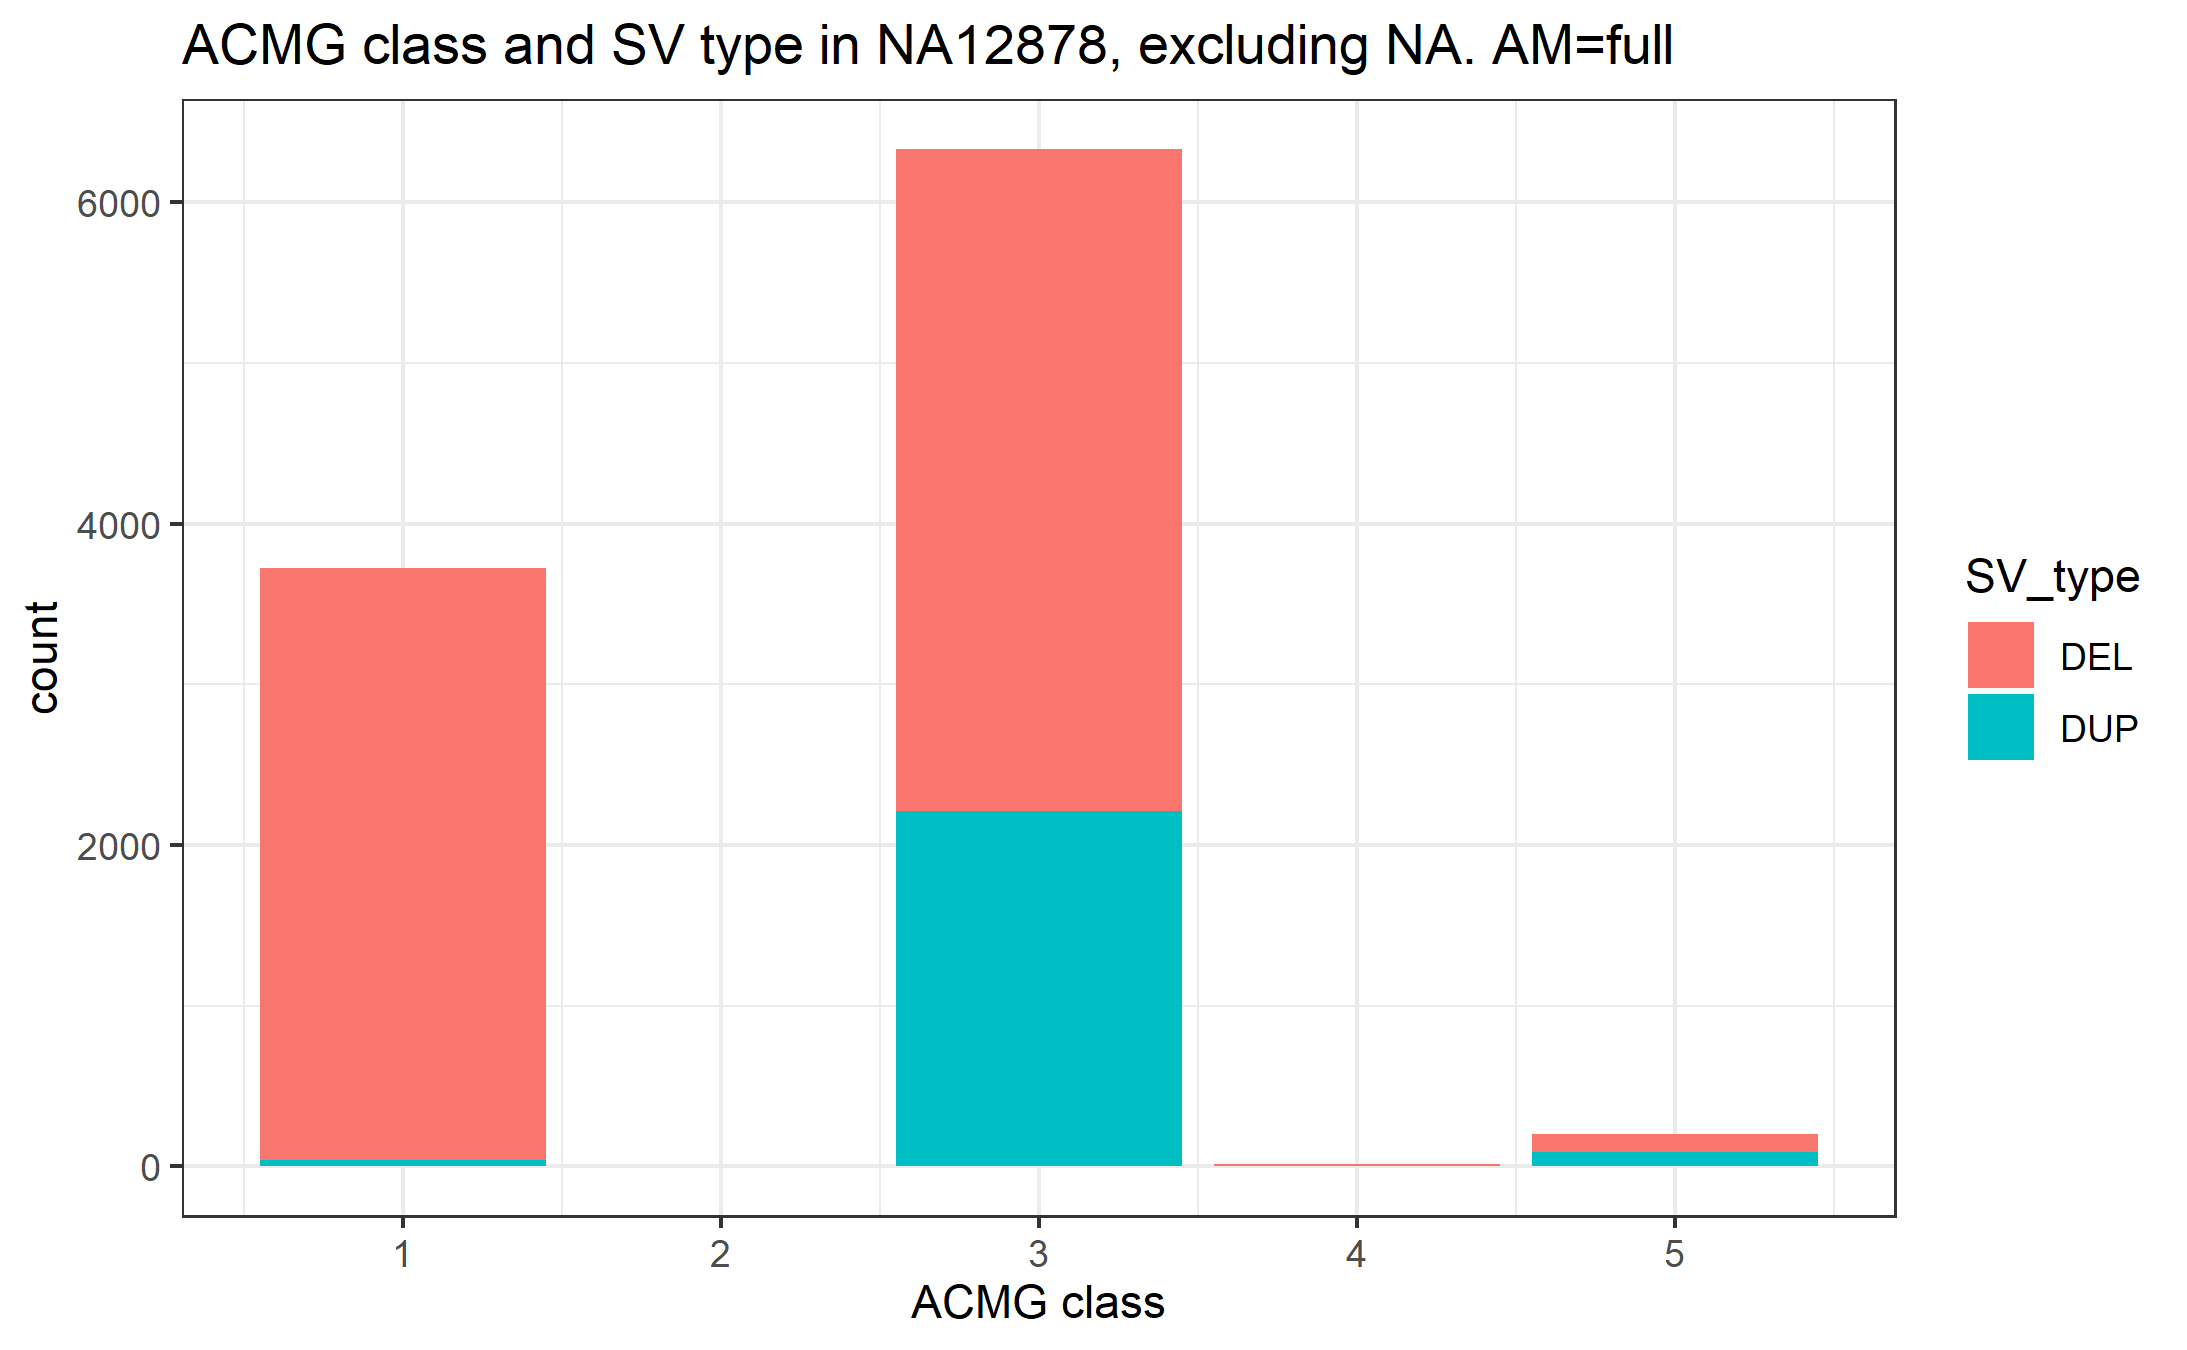 ACMG class and SV type in NA12878, excluding NA. AM=full
6000
4000
2000
0
count
1 2 3 4 5
ACMG class
SV_type
DEL
DUP